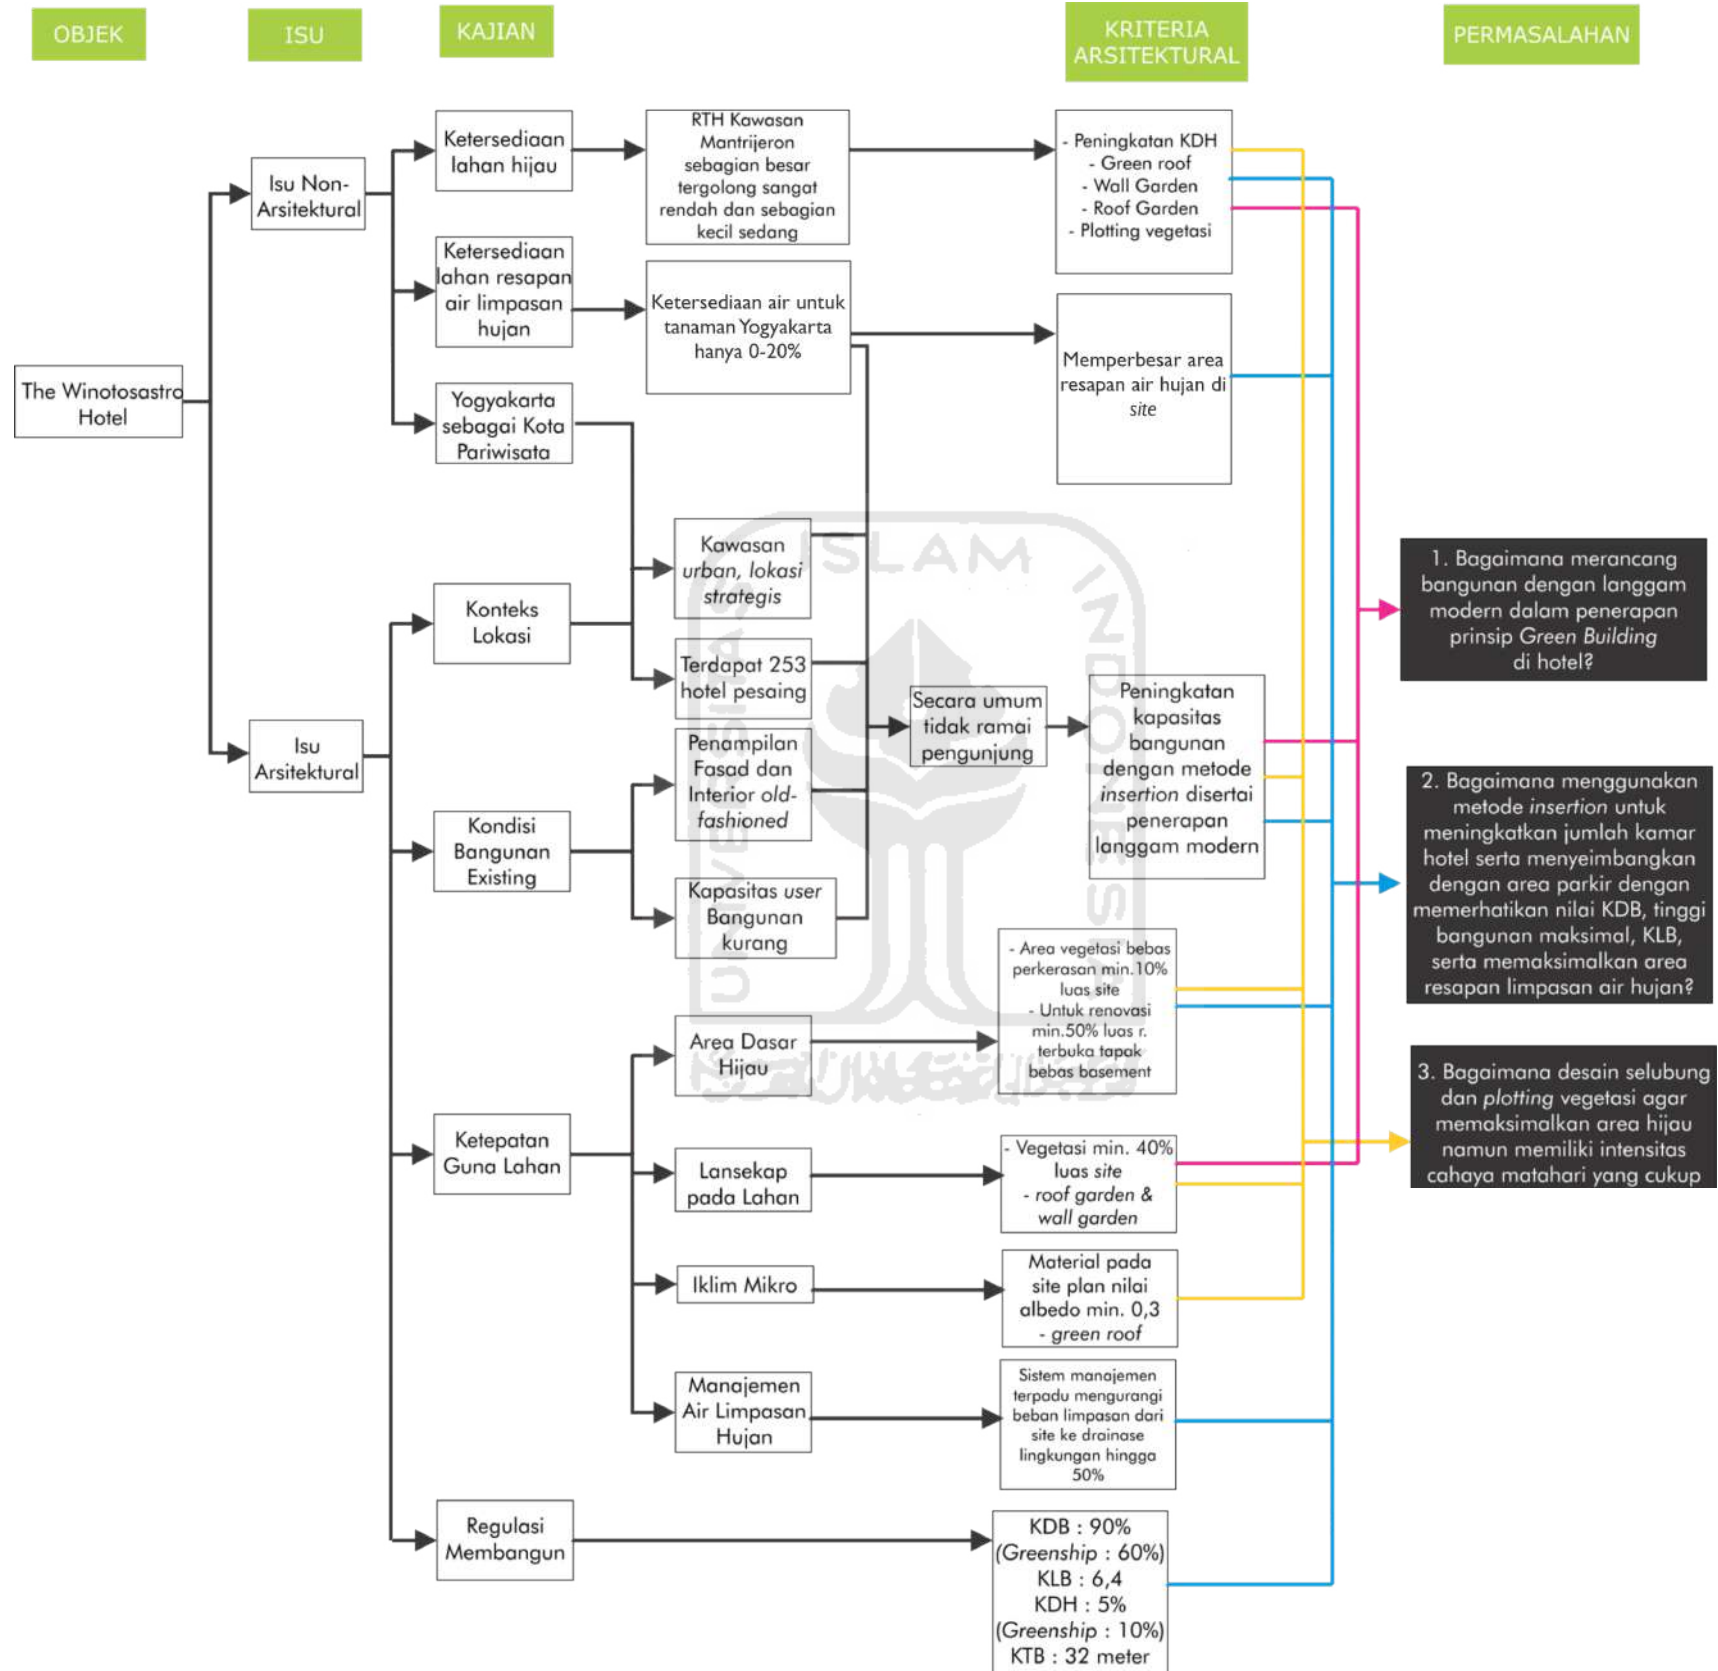 OBJEK
ISU
KAJIAN
KRITERIA
ARSITEKTURAL
PERMASALAHAN
The Winotosastro
Hotel
Isu Non-
Arsitektural
Isu
Arsitektural
Ketersediaan
lahan hijau
Ketersediaan
lahan resapan
air limpasan
hujan
Yogyakarta
sebagai Kota
Pariwisata
Konteks
Lokasi
Kondisi
Bangunan
Existing
Ketepatan
Guna Lahan
Regulasi
Membangun
RTH Kawasan
Mantrijeron
sebagian besar
tergolong sangat
rendah dan sebagian
kecil sedang
Ketersediaan air untuk
tanaman Yogyakarta
hanya 0-20%
Kawasan
urban, lokasi
strategis
Terdapat 253
hotel pesaing
Penampilan
Fasad dan
Interior old-
fashioned
Kapasitas user
Bangunan
kurang
Area Dasar
Hijau
Lansekap
pada Lahan
Iklim Mikro
Manajemen
Air Limpasan
Hujan
Secara umum
tidak ramai
pengunjung
- Peningkatan KDH
- Green roof
- Wall Garden
- Roof Garden
- Plotting vegetasi
Memperbesar area
resapan air hujan di
site
Peningkatan
kapasitas
bangunan
dengan metode
insertion disertai
penerapan
langgam modern
- Area vegetasi bebas
perkerasan min.10%
luas site
- Untuk renovasi
min.50% luas r.
terbuka tapak
bebas basement
- Vegetasi min. 40%
luas site
- roof garden &
wall garden
Material pada
site plan nilai
albedo min. 0,3
- green roof
Sistem manajemen
terpadu mengurangi
beban limpasan dari
site ke drainase
lingkungan hingga
50%
KDB : 90%
(Greenship : 60%)
KLB : 6,4
KDH : 5%
(Greenship : 10%)
KTB : 32 meter
1. Bagaimana merancang
bangunan dengan langgam
modern dalam penerapan
prinsip Green Building
di hotel?
2. Bagaimana menggunakan
metode insertion untuk
meningkatkan jumlah kamar
hotel serta menyeimbangkan
dengan area parkir dengan
memerhatikan nilai KDB, tinggi
bangunan maksimal, KLB,
serta memaksimalkan area
resapan limpasan air hujan?
3. Bagaimana desain selubung
dan plotting vegetasi agar
memaksimalkan area hijau
namun memiliki intensitas
cahaya matahari yang cukup
UNIVERSITAS
ISLAM
INDONESIA